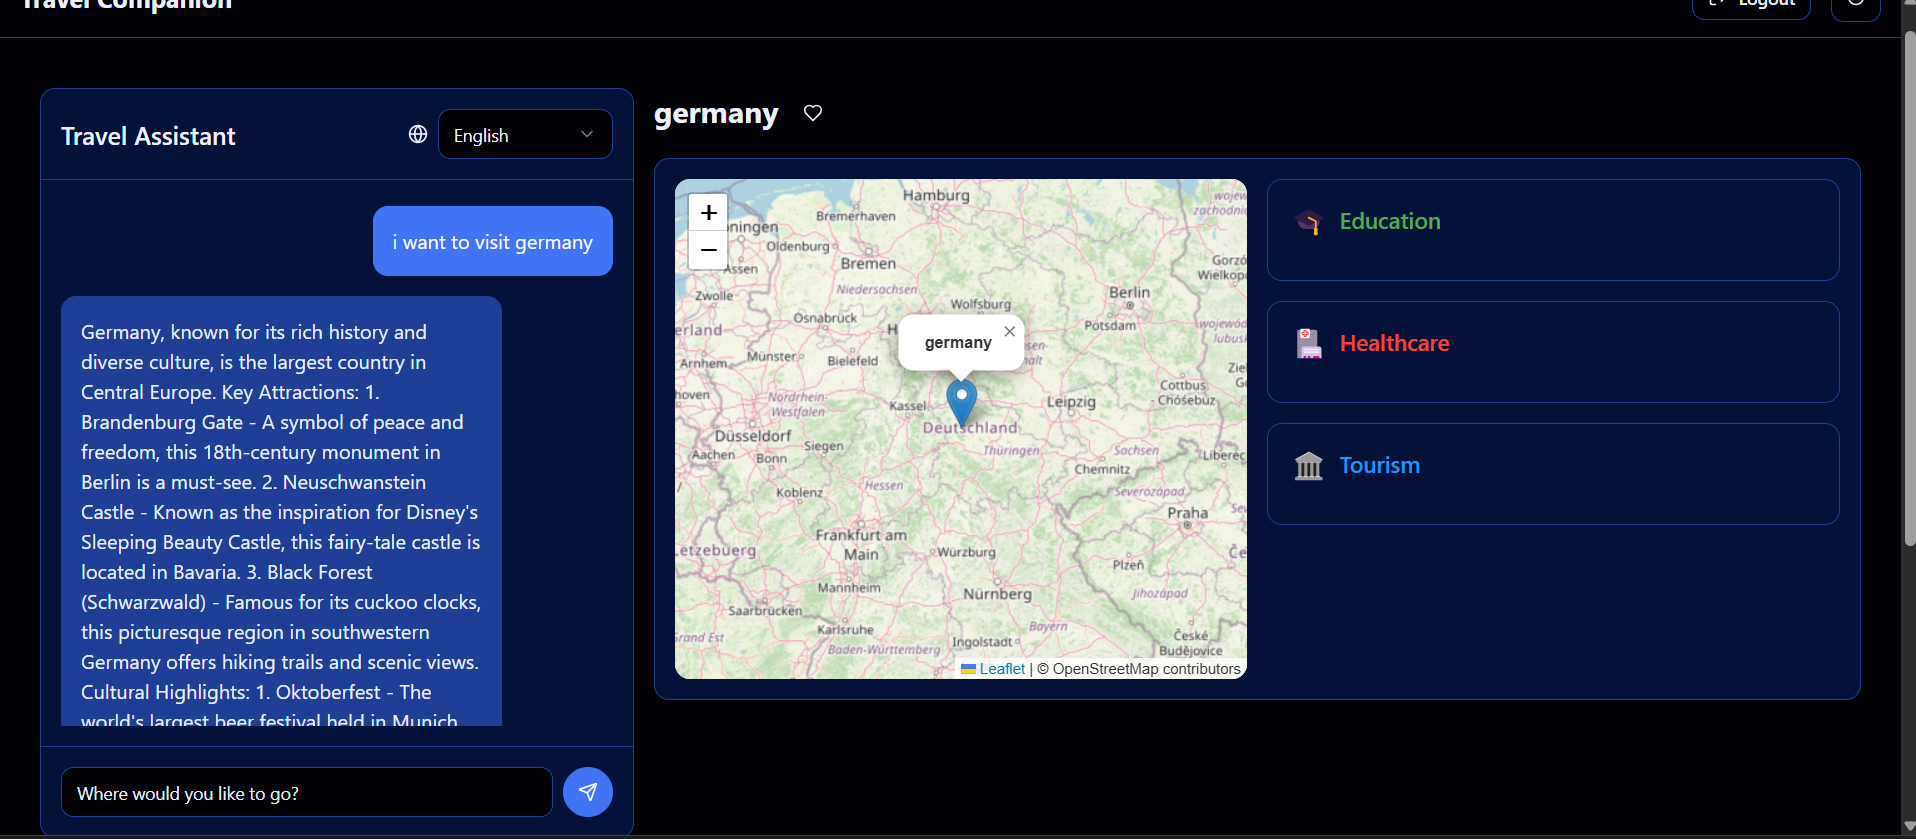 Travel Companion
Logout
Travel Assistant
English
i want to visit germany
Germany, known for its rich history and
diverse culture, is the largest country in
Central Europe. Key Attractions: 1.
Brandenburg Gate - A symbol of peace and
freedom, this 18th-century monument in
Berlin is a must-see. 2. Neuschwanstein
Castle - Known as the inspiration for Disney's
Sleeping Beauty Castle, this fairy-tale castle is
located in Bavaria. 3. Black Forest
(Schwarzwald) - Famous for its cuckoo clocks,
this picturesque region in southwestern
Germany offers hiking trails and scenic views.
Cultural Highlights: 1. Oktoberfest - The
world's largest beer festival held in Munich
Where would you like to go?
germany
+
−
Hamburg
Bremerhaven
ningen
Oldenburg
Assen
Bremen
Zwolle
Niedersachsen
Wolfsburg
Berlin
Osnabrück
Potsdam
erland
germany
×
Arnhem
Münster
Bielefeld
Cottbus
- Chóśebuz
hoven
Nordrhein-
Westfalen
Kassel
Leipzig
Deutschland
Düsseldorf
Siegen
Aachen
Bonn
Thüringen
Sachsen
Liberec
Chemnitz
Koblenz
Hessen
Severozápad
Praha
Frankfurt am
Main
Letzebuerg
Würzburg
Plzeň
Mannheim
Nürnberg
Jihozápad
Saarbrücken
Karlsruhe
Grand Est
Baden-Württemberg
Ingolstadt
Bayern
České
Budějovice
Leaflet | © OpenStreetMap contributors
Education
Healthcare
Tourism